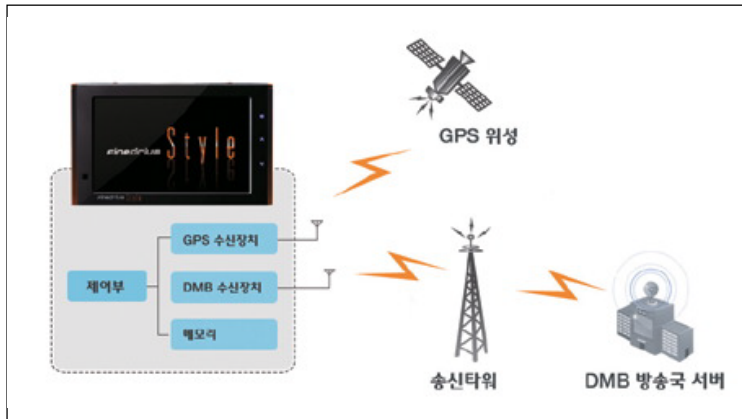 GPS 위성
cinedrive Style
GPS 수신장치
제어부
DMB 수신장치
메모리
송신타워
DMB 방송국 서버